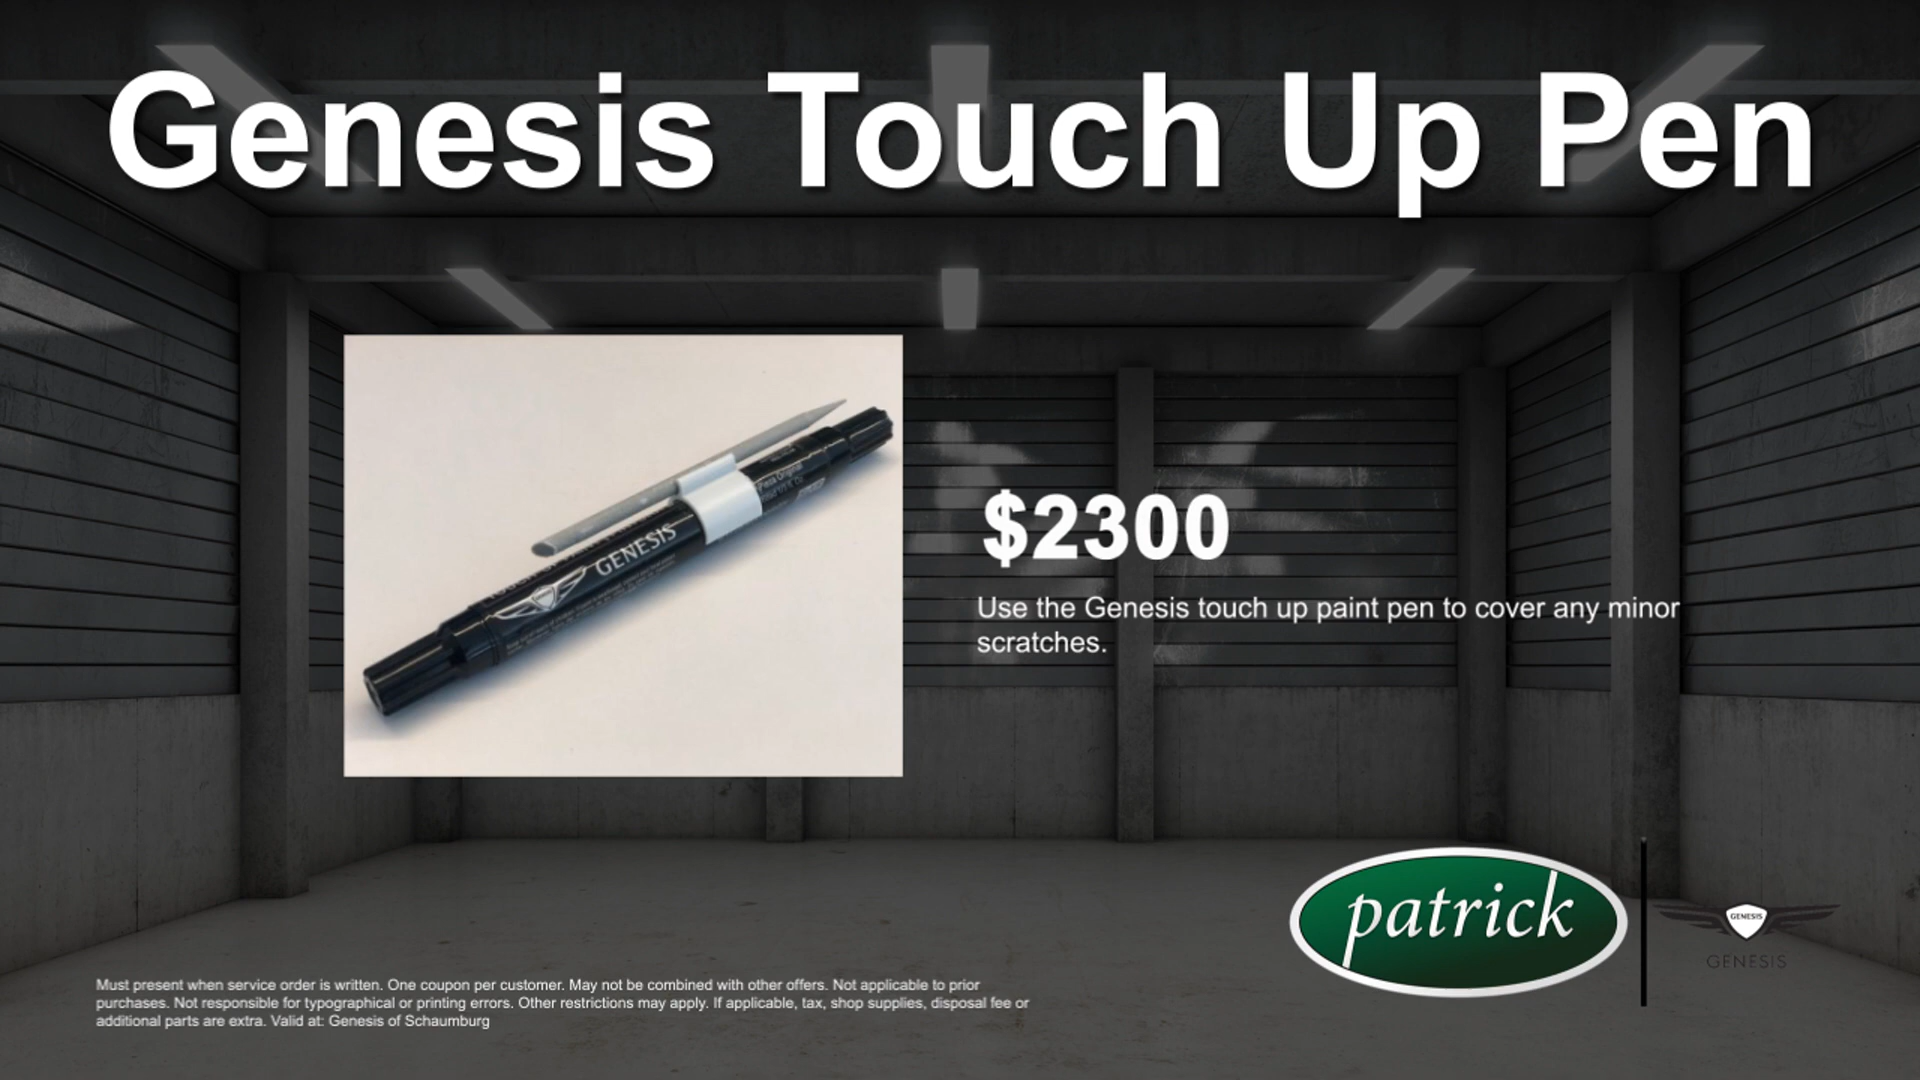 Genesis Touch Up Pen
GENESIS
$2300
Use the Genesis touch up paint pen to cover any minor
scratches.
patrick
GENESIS
GENESIS
Must present when service order is written. One coupon per customer. May not be combined with other offers. Not applicable to prior
purchases. Not responsible for typographical or printing errors. Other restrictions may apply. If applicable, tax, shop supplies, disposal fee or
additional parts are extra. Valid at: Genesis of Schaumburg